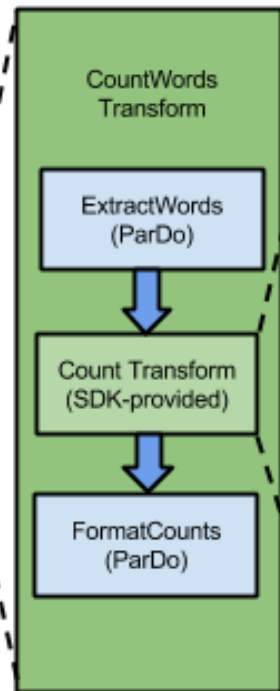 CountWords
Transform
ExtractWords
(ParDo)
Count Transform
(SDK-provided)
FormatCounts
(ParDo)